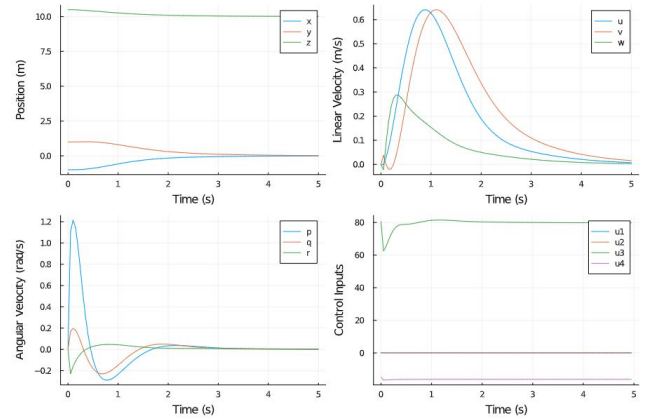 10.0
7.5
5.0
2.5
0.0
Position (m)
0
1
2
3
4
5
Time (s)
x
y
z
0.6
0.5
0.4
0.3
0.2
0.1
0.0
Linear Velocity (m/s)
0
1
2
3
4
5
Time (s)
u
v
w
1.2
1.0
0.8
0.6
0.4
0.2
0.0
−0.2
Angular Velocity (rad/s)
0
1
2
3
4
5
Time (s)
p
q
r
80
60
40
20
0
Control Inputs
0
1
2
3
4
5
Time (s)
u1
u2
u3
u4